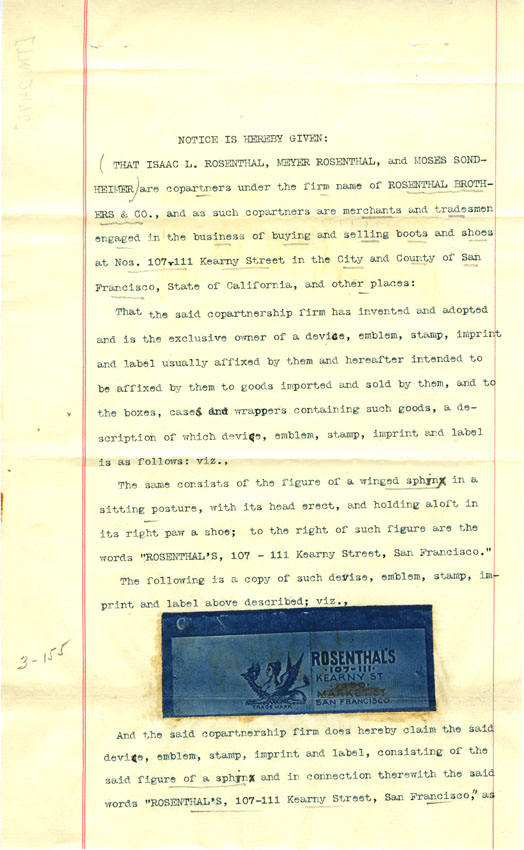 NOTICE IS HEREBY GIVEN:
(THAT ISAAC L. ROSENTHAL, MEYER ROSENTHAL, and MOSES SOND-
HEIMER) are copartners under the firm name of ROSENTHAL BROTH-
ERS & CO., and as such copartners are merchants and tradesmen
engaged in the business of buying and selling boots and shoes
at Nos. 107-111 Kearny Street in the City and County of San
Francisco, State of California, and other places:
That the said copartnership firm has invented and adopted
and is the exclusive owner of a device, emblem, stamp, imprint
and label usually affixed by them and hereafter intended to
be affixed by them to goods imported and sold by them, and to
the boxes, cases and wrappers containing such goods, a de-
scription of which device, emblem, stamp, imprint and label
is as follows: viz.,
The same consists of the figure of a winged sphinx in a
sitting posture, with its head erect, and holding aloft in
its right paw a shoe; to the right of such figure are the
words "ROSENTHAL'S, 107 - 111 Kearny Street, San Francisco."
The following is a copy of such devise, emblem, stamp, im-
print and label above described; viz.,
3-155
ROSENTHAL'S
·107-111·
KEARNY ST
MARKET ST
SAN FRANCISCO.
TRADE MARK
And the said copartnership firm does hereby claim the said
device, emblem, stamp, imprint and label, consisting of the
said figure of a sphinx and in connection therewith the said
words "ROSENTHAL'S, 107-111 Kearny Street, San Francisco," as